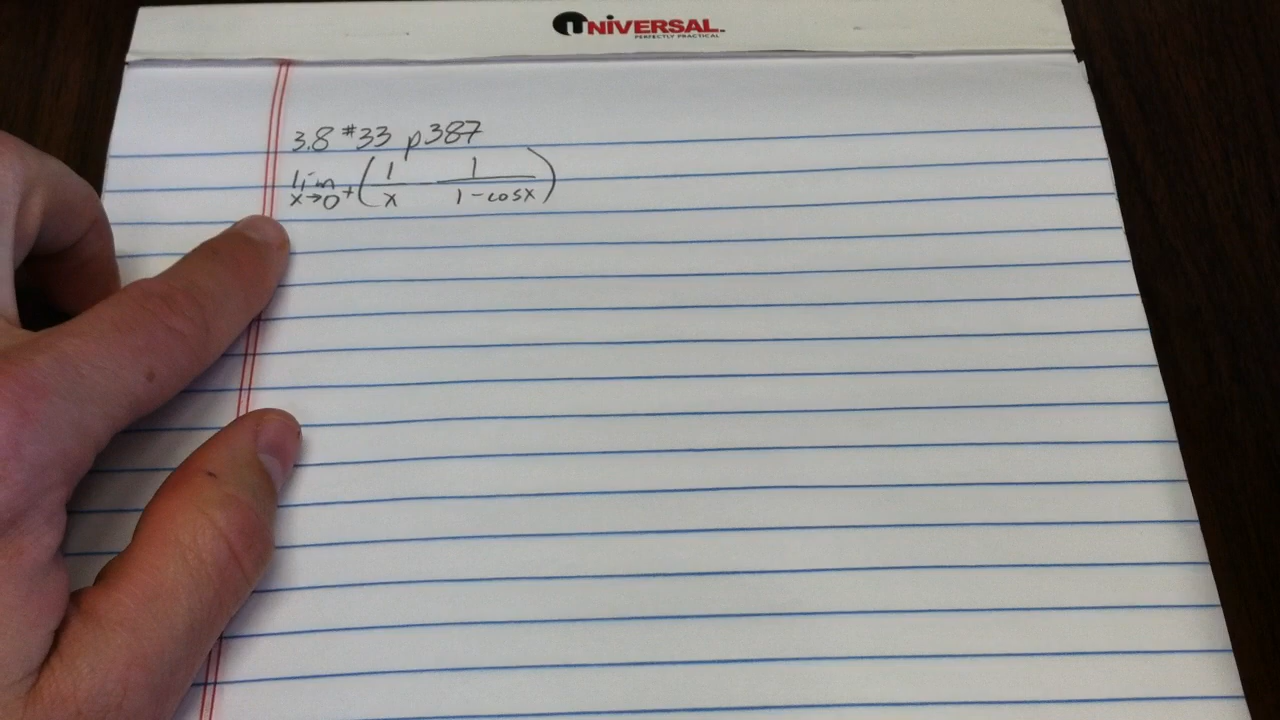 UNIVERSAL.
PERFECTLY PRACTICAL
3.8 #33 p387
lim x→0+ (1/x - 1/(1-cosx))